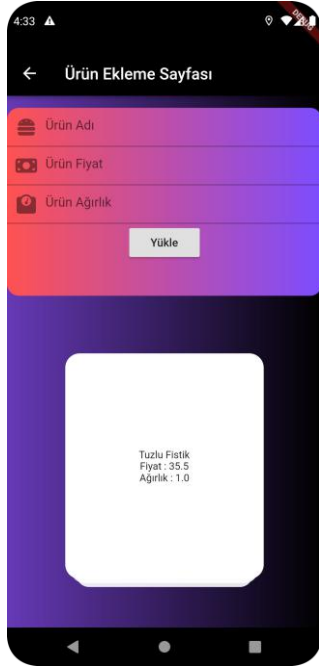 4:33
DEBUG
Ürün Ekleme Sayfası
Ürün Adı
Ürün Fiyat
Ürün Ağırlık
Yükle
Tuzlu Fistik
Fiyat : 35.5
Ağırlık : 1.0